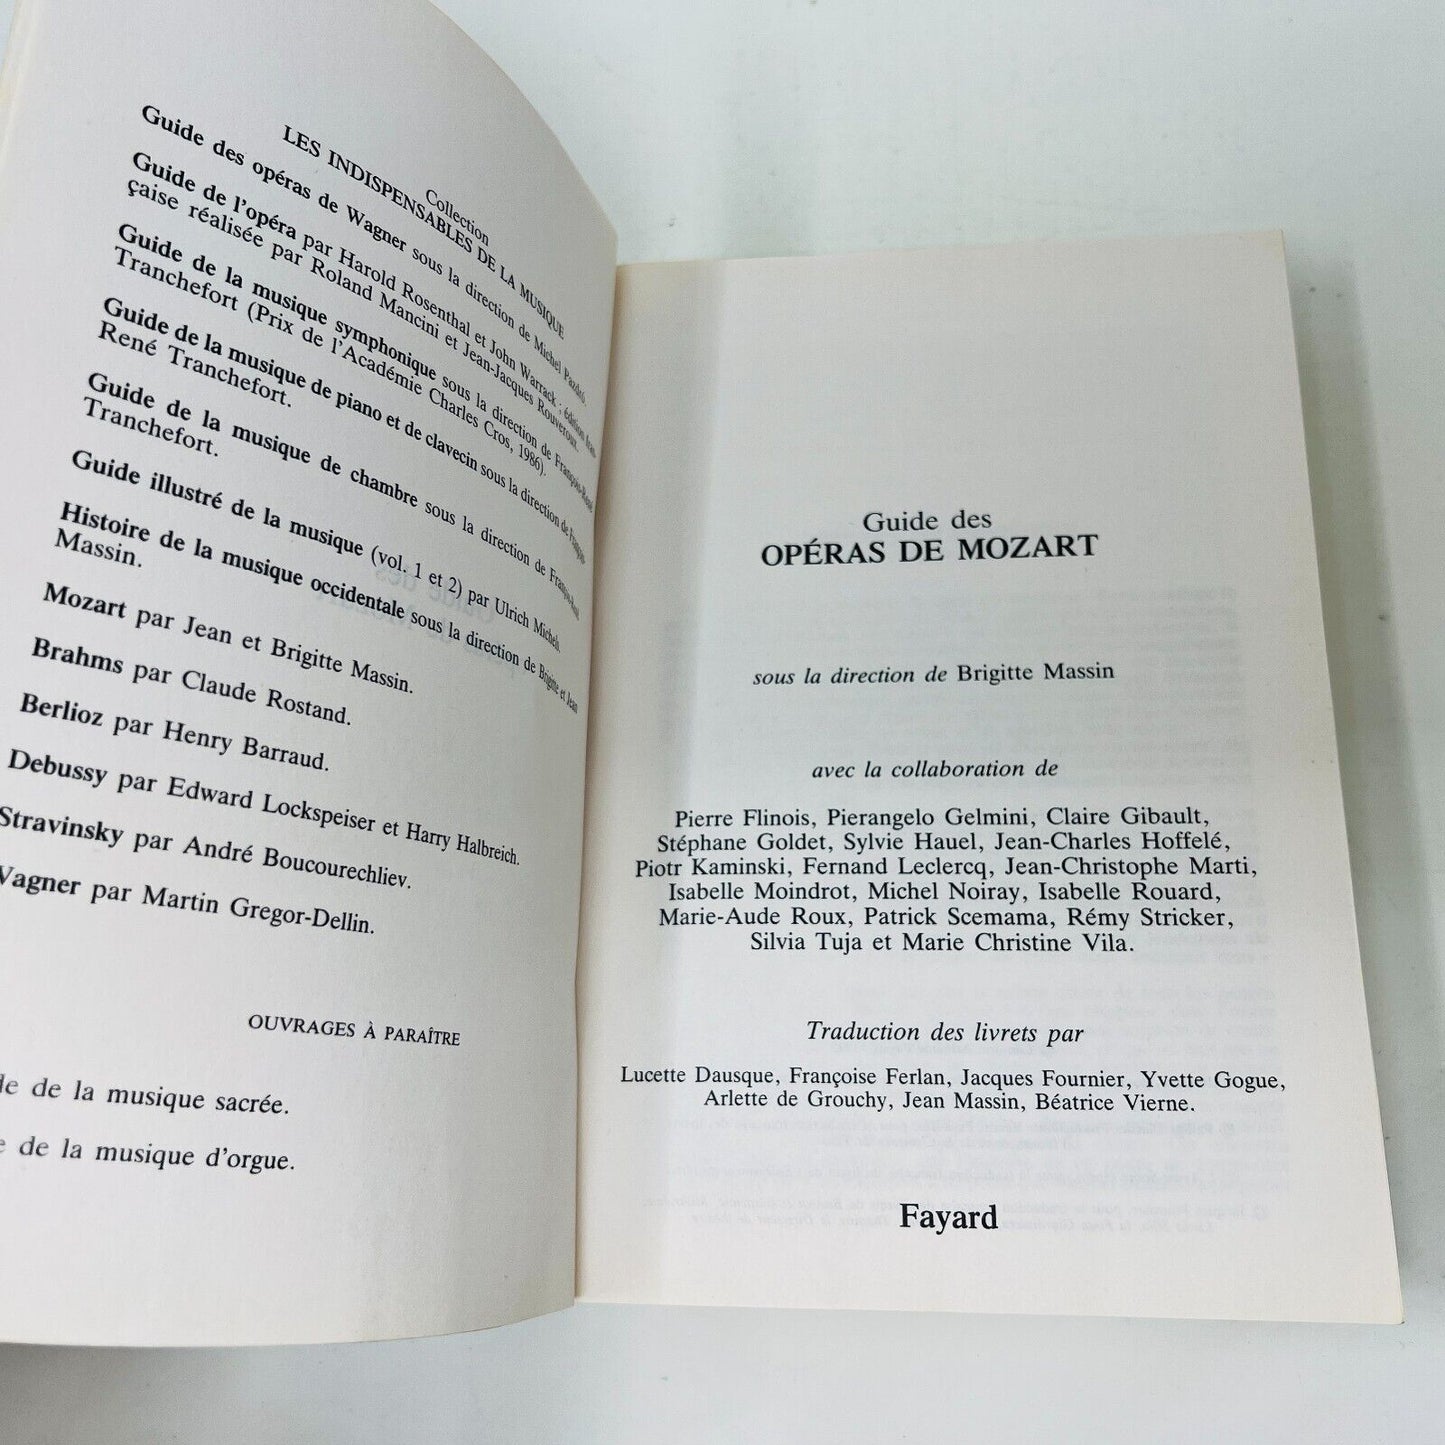 Collection
LES INDISPENSABLES DE LA MUSIQUE
Guide des opéras de Wagner sous la direction de Michel Pazdro.
Guide de l'opéra par Harold Rosenthal et John Warrack ; édition fran-
çaise réalisée par Roland Mancini et Jean-Jacques Rouveroux.
Guide de la musique symphonique sous la direction de François-René
Tranchefort (Prix de l'Académie Charles Cros, 1986).
Guide de la musique de piano et de clavecin sous la direction de François-
René Tranchefort.
Guide de la musique de chambre sous la direction de François-René
Tranchefort.
Guide illustré de la musique (vol. 1 et 2) par Ulrich Michels.
Histoire de la musique occidentale sous la direction de Brigitte et Jean
Massin.
Mozart par Jean et Brigitte Massin.
Brahms par Claude Rostand.
Berlioz par Henry Barraud.
Debussy par Edward Lockspeiser et Harry Halbreich.
Stravinsky par André Boucourechliev.
Wagner par Martin Gregor-Dellin.
OUVRAGES À PARAÎTRE
de de la musique sacrée.
e de la musique d'orgue.
Guide des
OPÉRAS DE MOZART
sous la direction de Brigitte Massin
avec la collaboration de
Pierre Flinois, Pierangelo Gelmini, Claire Gibault,
Stéphane Goldet, Sylvie Hauel, Jean-Charles Hoffelé,
Piotr Kaminski, Fernand Leclercq, Jean-Christophe Marti,
Isabelle Moindrot, Michel Noiray, Isabelle Rouard,
Marie-Aude Roux, Patrick Scemama, Rémy Stricker,
Silvia Tuja et Marie Christine Vila.
Traduction des livrets par
Lucette Dausque, Françoise Ferlan, Jacques Fournier, Yvette Gogue,
Arlette de Grouchy, Jean Massin, Béatrice Vierne.
Fayard